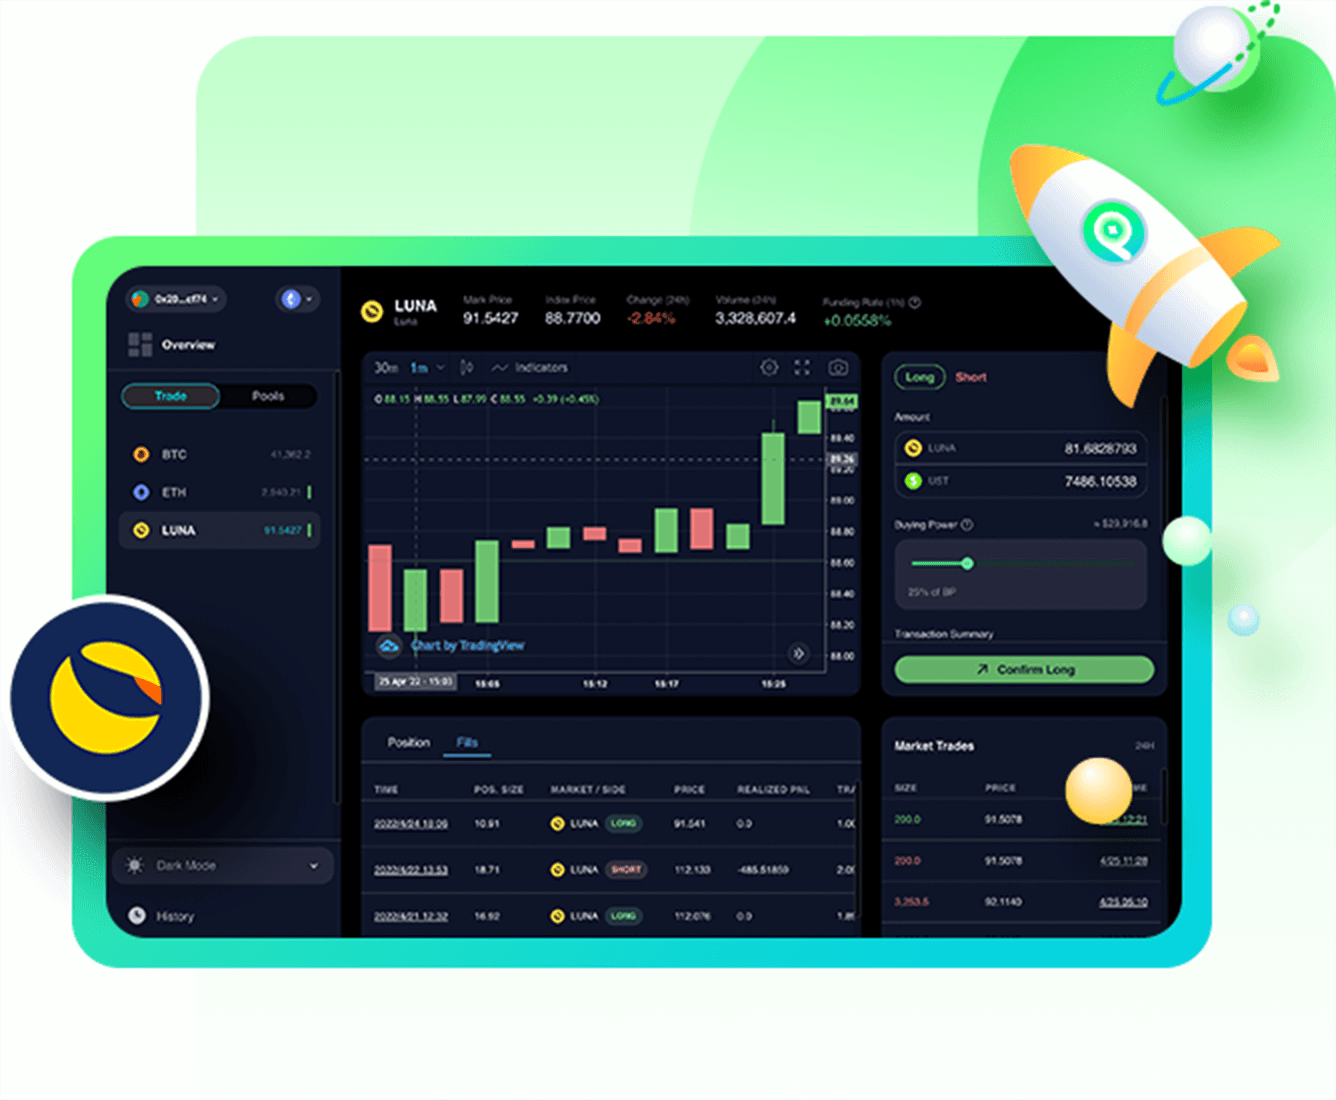 0x20...cf74
Overview
Trade Pools
BTC 41,362.2
ETH 2,940.21
LUNA 91.5427
Dark Mode
History
LUNA
Luna
Mark Price
91.5427
Index Price
88.7700
Change (24h)
-2.84%
Volume (24h)
3,328,607.4
Funding Rate (1h) ?
+0.0558%
30m 1m Indicators
O 88.15 H 88.55 L 87.99 C 88.55 +0.39 (+0.45%)
89.64
89.40
89.26
89.20
89.00
88.80
88.60
88.40
88.20
88.00
Chart by TradingView
25 Apr '22 - 15:03 15:05 15:12 15:17 15:25
Long Short
Amount
LUNA 81.6828793
UST 7486.10538
Buying Power ? ≈ $29,916.8
25% of BP
Transaction Summary
Confirm Long
Position Fills
TIME POS. SIZE MARKET / SIDE PRICE REALIZED PNL TRA
2022/4/24 10:06 10.91 LUNA LONG 91.541 0.0 1.00
2022/4/22 13:53 18.71 LUNA SHORT 112.133 -485.51859 2.00
2022/4/21 12:32 16.92 LUNA LONG 112.076 0.0
Market Trades 24H
SIZE PRICE ME
200.0 91.5078 12:21
200.0 91.5078 4/25 11:28
3,253.5 92.1140 4/25 05:10